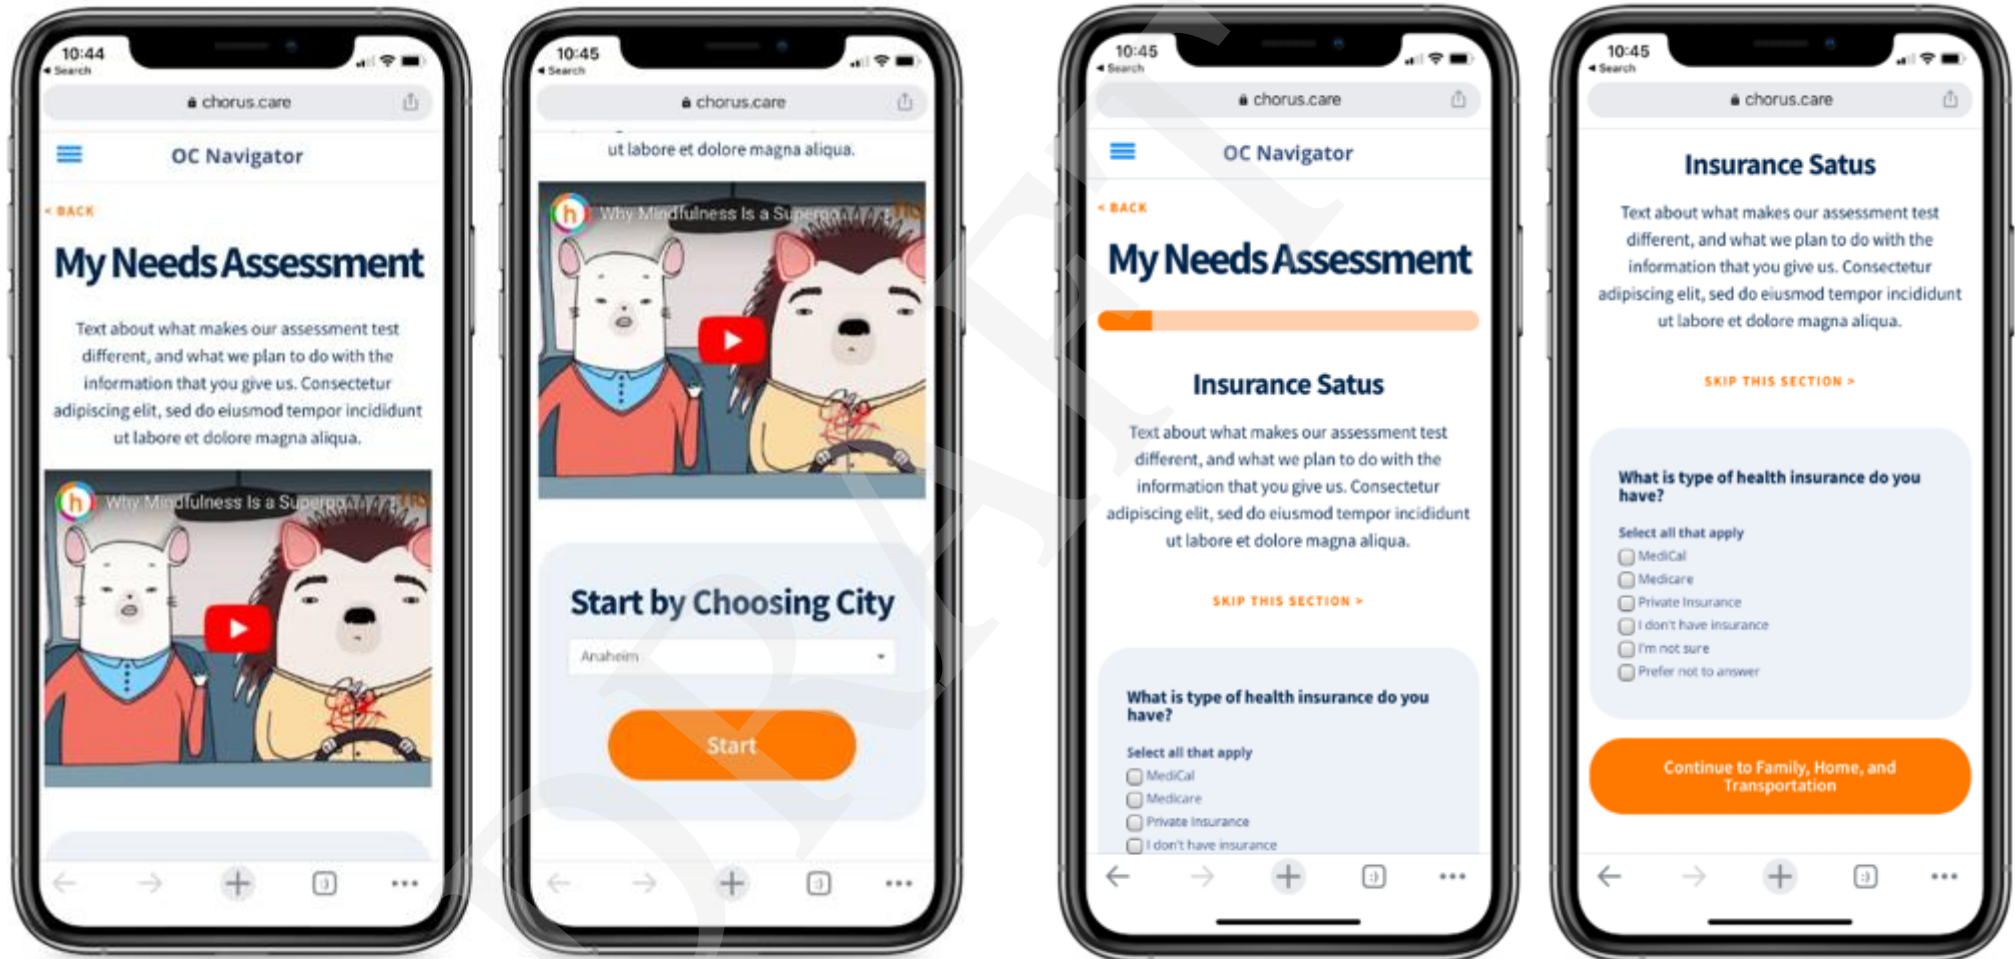 10:44
Search
chorus.care
OC Navigator
< BACK
My Needs Assessment
Text about what makes our assessment test
different, and what we plan to do with the
information that you give us. Consectetur
adipiscing elit, sed do eiusmod tempor incididunt
ut labore et dolore magna aliqua.
h Why Mindfulness Is a Superpo...
10:45
Search
chorus.care
ut labore et dolore magna aliqua.
h Why Mindfulness Is a Superpo...
Start by Choosing City
Anaheim
Start
10:45
Search
chorus.care
OC Navigator
< BACK
My Needs Assessment
Insurance Satus
Text about what makes our assessment test
different, and what we plan to do with the
information that you give us. Consectetur
adipiscing elit, sed do eiusmod tempor incididunt
ut labore et dolore magna aliqua.
SKIP THIS SECTION >
What is type of health insurance do you
have?
Select all that apply
MediCal
Medicare
Private Insurance
I don't have insurance
10:45
Search
chorus.care
Insurance Satus
Text about what makes our assessment test
different, and what we plan to do with the
information that you give us. Consectetur
adipiscing elit, sed do eiusmod tempor incididunt
ut labore et dolore magna aliqua.
SKIP THIS SECTION >
What is type of health insurance do you
have?
Select all that apply
MediCal
Medicare
Private Insurance
I don't have insurance
I'm not sure
Prefer not to answer
Continue to Family, Home, and
Transportation
DRAFT